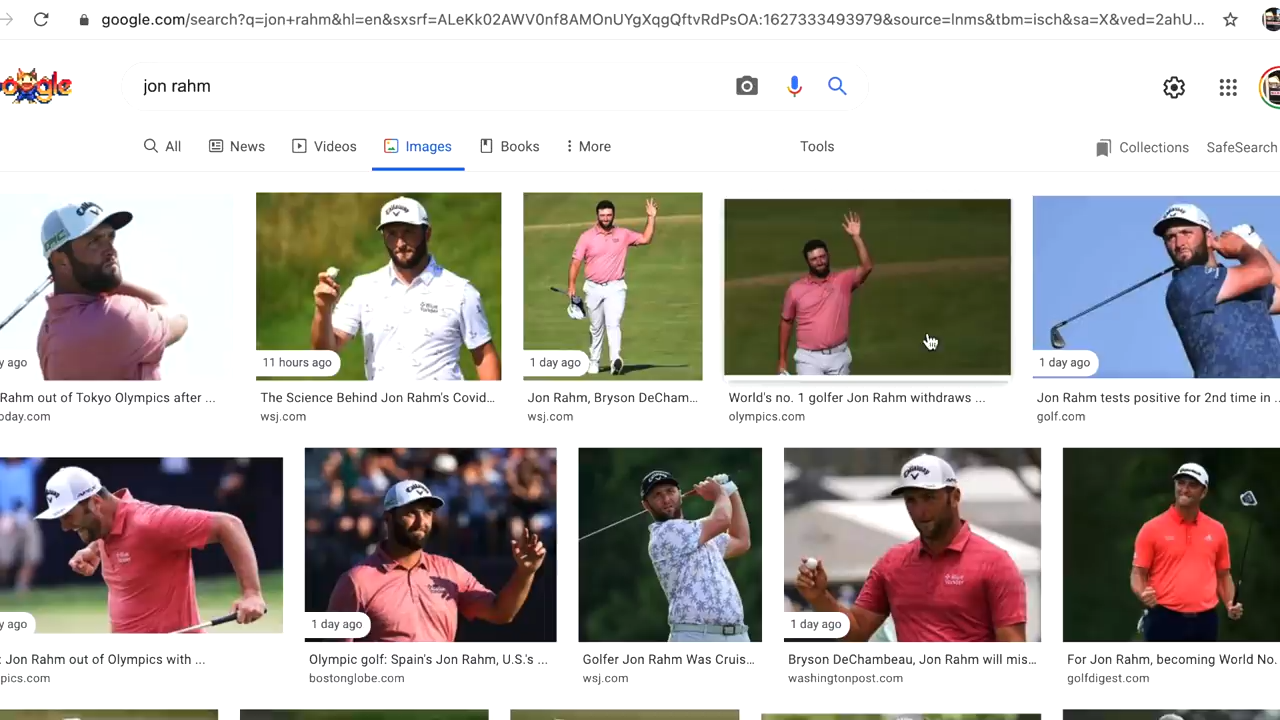 google.com/search?q=jon+rahm&hl=en&sxsrf=ALeKk02AWV0nf8AMOnUYgXqgQftvRdPsOA:1627333493979&source=lnms&tbm=isch&sa=X&ved=2ahU...
jon rahm
All News Videos Images Books More Tools Collections SafeSearch
11 hours ago
1 day ago
1 day ago
Rahm out of Tokyo Olympics after ...
oday.com
The Science Behind Jon Rahm's Covid...
wsj.com
Jon Rahm, Bryson DeCham...
wsj.com
World's no. 1 golfer Jon Rahm withdraws ...
olympics.com
Jon Rahm tests positive for 2nd time in ...
golf.com
y ago
1 day ago
1 day ago
: Jon Rahm out of Olympics with ...
pics.com
Olympic golf: Spain's Jon Rahm, U.S.'s ...
bostonglobe.com
Golfer Jon Rahm Was Cruis...
wsj.com
Bryson DeChambeau, Jon Rahm will mis...
washingtonpost.com
For Jon Rahm, becoming World No.
golfdigest.com